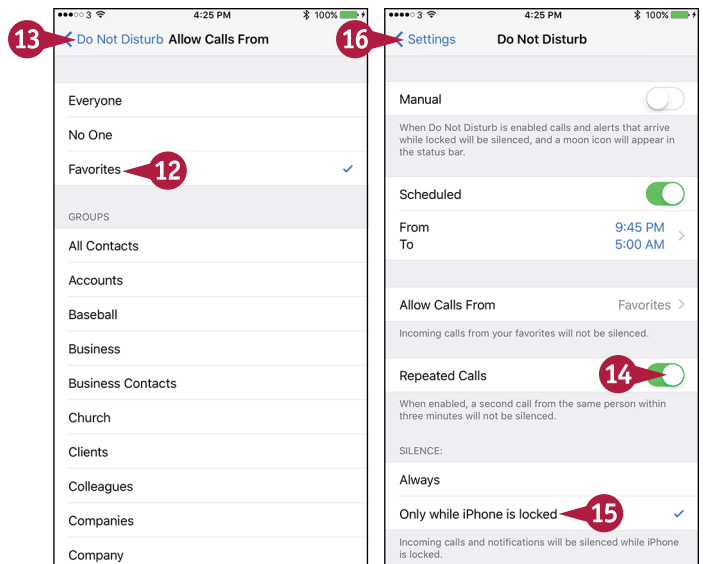 3 4:25 PM 100%
13 Do Not Disturb Allow Calls From
Everyone
No One
Favorites 12
GROUPS
All Contacts
Accounts
Baseball
Business
Business Contacts
Church
Clients
Colleagues
Companies
Company
3 4:25 PM 100%
16 Settings Do Not Disturb
Manual
When Do Not Disturb is enabled calls and alerts that arrive
while locked will be silenced, and a moon icon will appear in
the status bar.
Scheduled
From 9:45 PM
To 5:00 AM
Allow Calls From Favorites
Incoming calls from your favorites will not be silenced.
Repeated Calls 14
When enabled, a second call from the same person within
three minutes will not be silenced.
SILENCE:
Always
Only while iPhone is locked 15
Incoming calls and notifications will be silenced while iPhone
is locked.